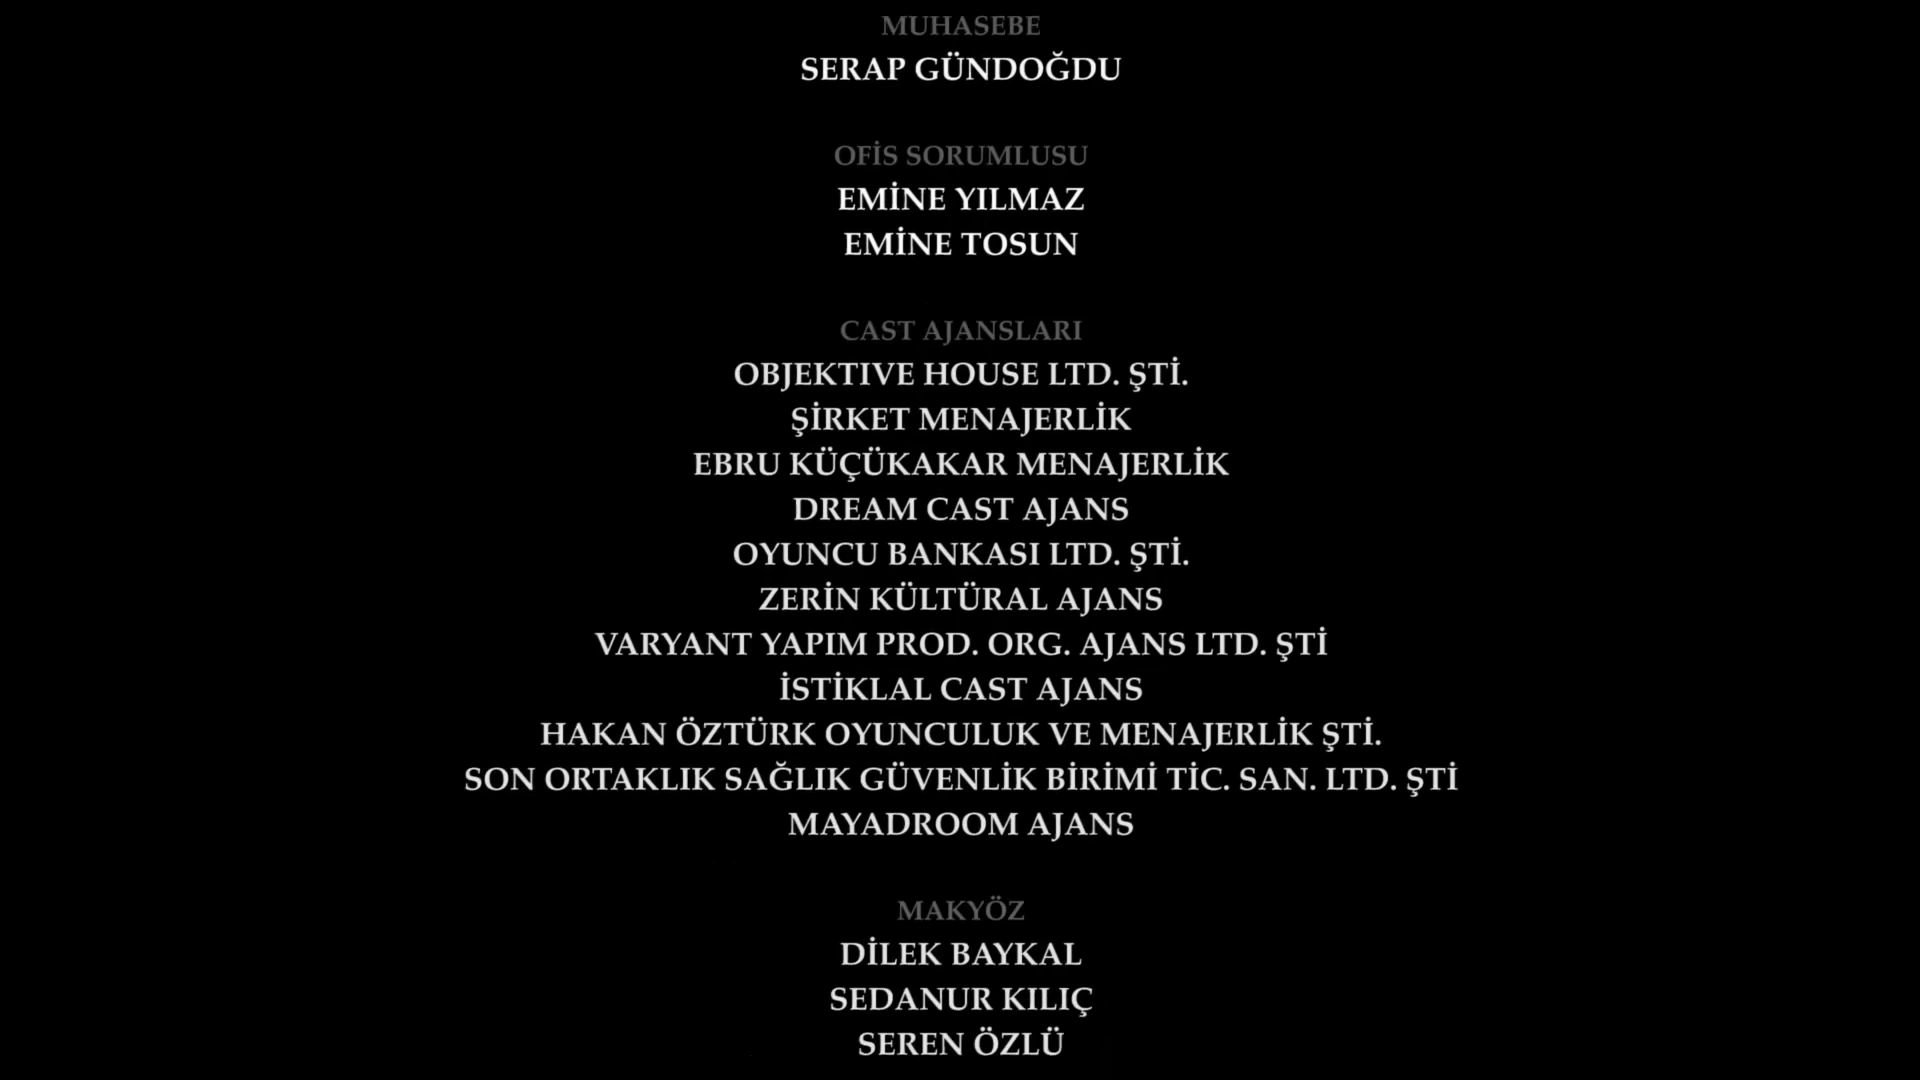 MUHASEBE
SERAP GÜNDOĞDU
OFİS SORUMLUSU
EMİNE YILMAZ
EMİNE TOSUN
CAST AJANSLARI
OBJEKTIVE HOUSE LTD. ŞTİ.
ŞİRKET MENAJERLİK
EBRU KÜÇÜKAKAR MENAJERLİK
DREAM CAST AJANS
OYUNCU BANKASI LTD. ŞTİ.
ZERİN KÜLTÜRAL AJANS
VARYANT YAPIM PROD. ORG. AJANS LTD. ŞTİ
İSTİKLAL CAST AJANS
HAKAN ÖZTÜRK OYUNCULUK VE MENAJERLİK ŞTİ.
SON ORTAKLIK SAĞLIK GÜVENLİK BİRİMİ TİC. SAN. LTD. ŞTİ
MAYADROOM AJANS
MAKYÖZ
DİLEK BAYKAL
SEDANUR KILIÇ
SEREN ÖZLÜ